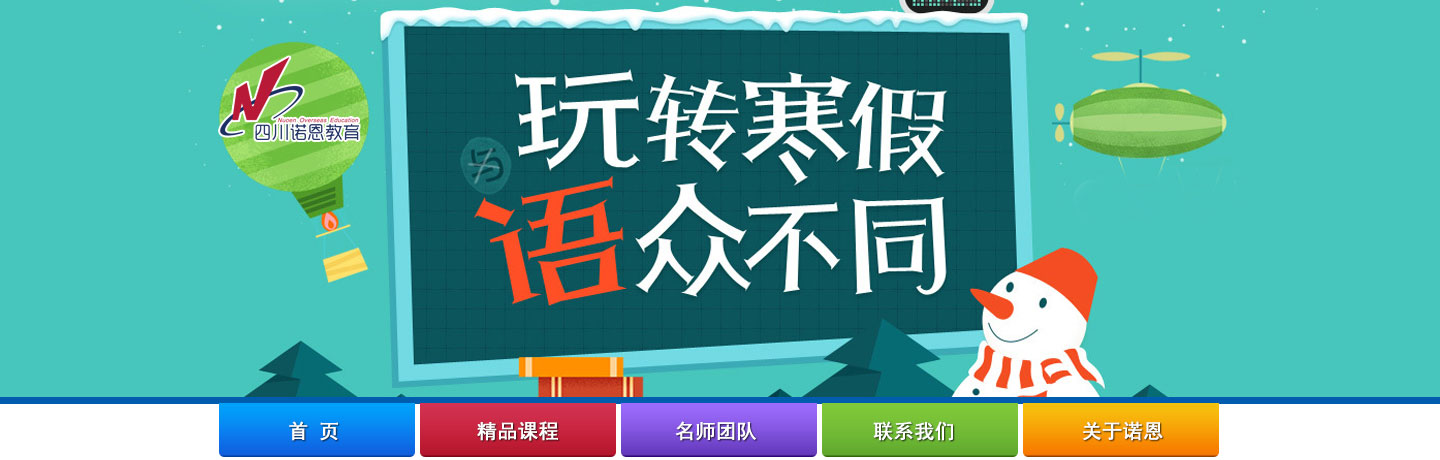 Nuoen Overseas Education
四川诺恩教育
玩转寒假
与
语众不同
首 页
精品课程
名师团队
联系我们
关于诺恩